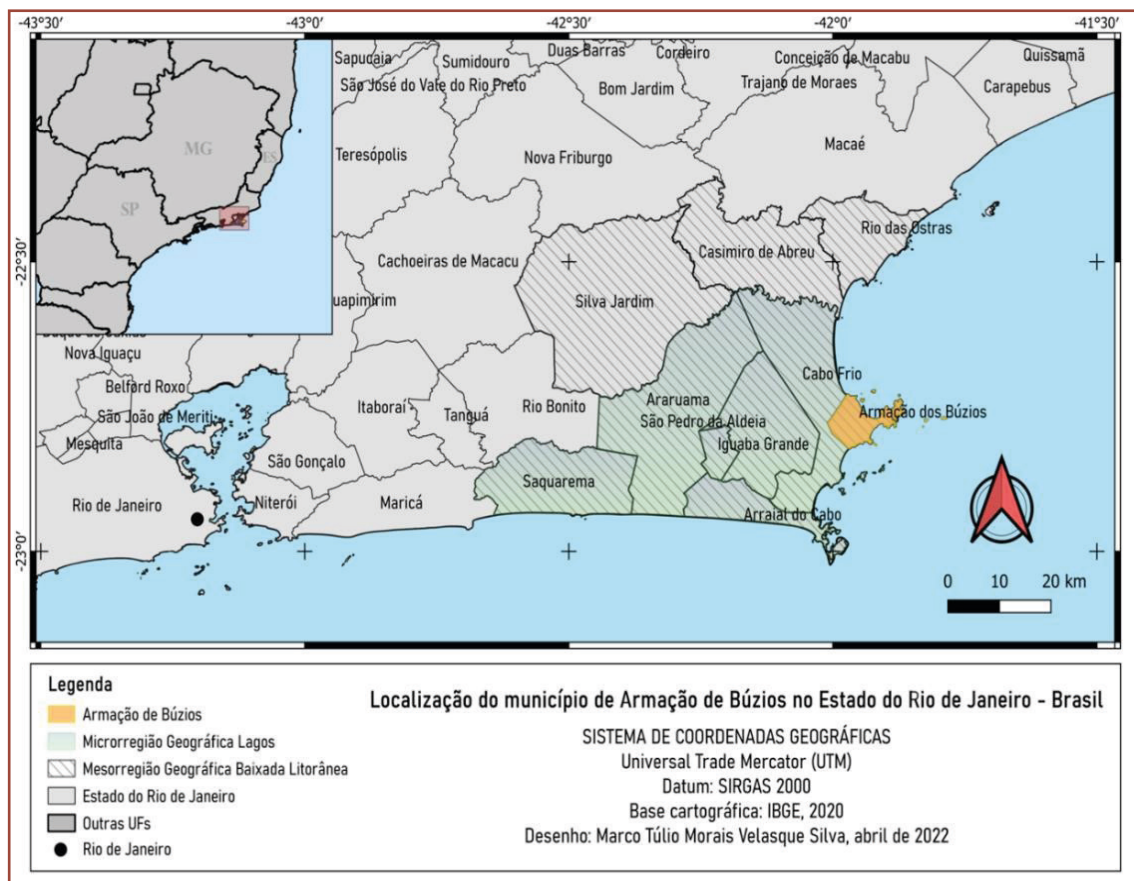 -43°30' -43°0' -42°30' -42°0' -41°30'
Sapucaia
Sumidouro
Duas Barras
Cordeiro
Conceição de Macabu
Quissamã
São José do Vale do Rio Preto
Bom Jardim
Trajano de Moraes
Carapebus
MG
ES
Teresópolis
Nova Friburgo
Macaé
SP
Rio das Ostras
-22°30'
Cachoeiras de Macacu
Casimiro de Abreu
uapimirim
Silva Jardim
Nova Iguaçu
Cabo Frio
Belford Roxo
Araruama
Armação dos Búzios
Itaboraí
Tanguá
Rio Bonito
São João de Meriti
São Pedro da Aldeia
Mesquita
Iguaba Grande
São Gonçalo
Saquarema
Rio de Janeiro
Niterói
Maricá
Arraial do Cabo
-23°0'
0 10 20 km
Legenda
Armação de Búzios
Microrregião Geográfica Lagos
Mesorregião Geográfica Baixada Litorânea
Estado do Rio de Janeiro
Outras UFs
Rio de Janeiro
Localização do município de Armação de Búzios no Estado do Rio de Janeiro - Brasil
SISTEMA DE COORDENADAS GEOGRÁFICAS
Universal Trade Mercator (UTM)
Datum: SIRGAS 2000
Base cartográfica: IBGE, 2020
Desenho: Marco Túlio Morais Velasque Silva, abril de 2022